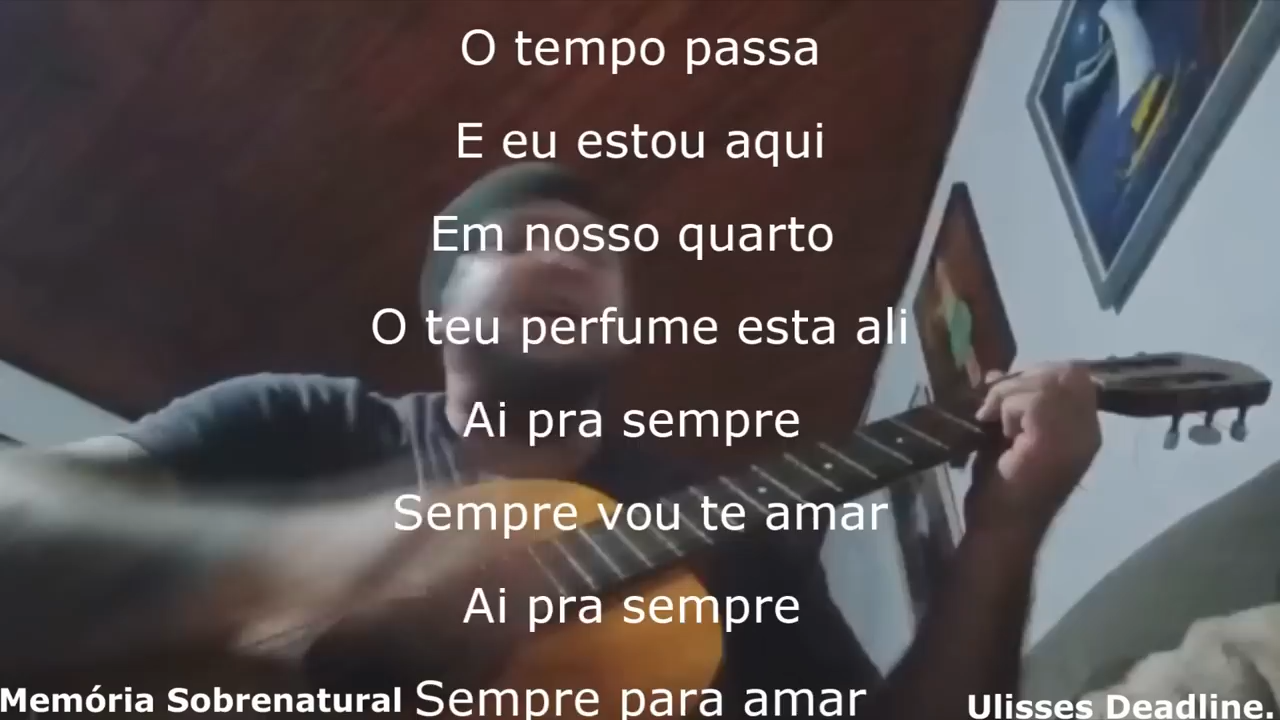 O tempo passa
E eu estou aqui
Em nosso quarto
O teu perfume esta ali
Ai pra sempre
Sempre vou te amar
Ai pra sempre
Sempre para amar
Memória Sobrenatural
Ulisses Deadline.